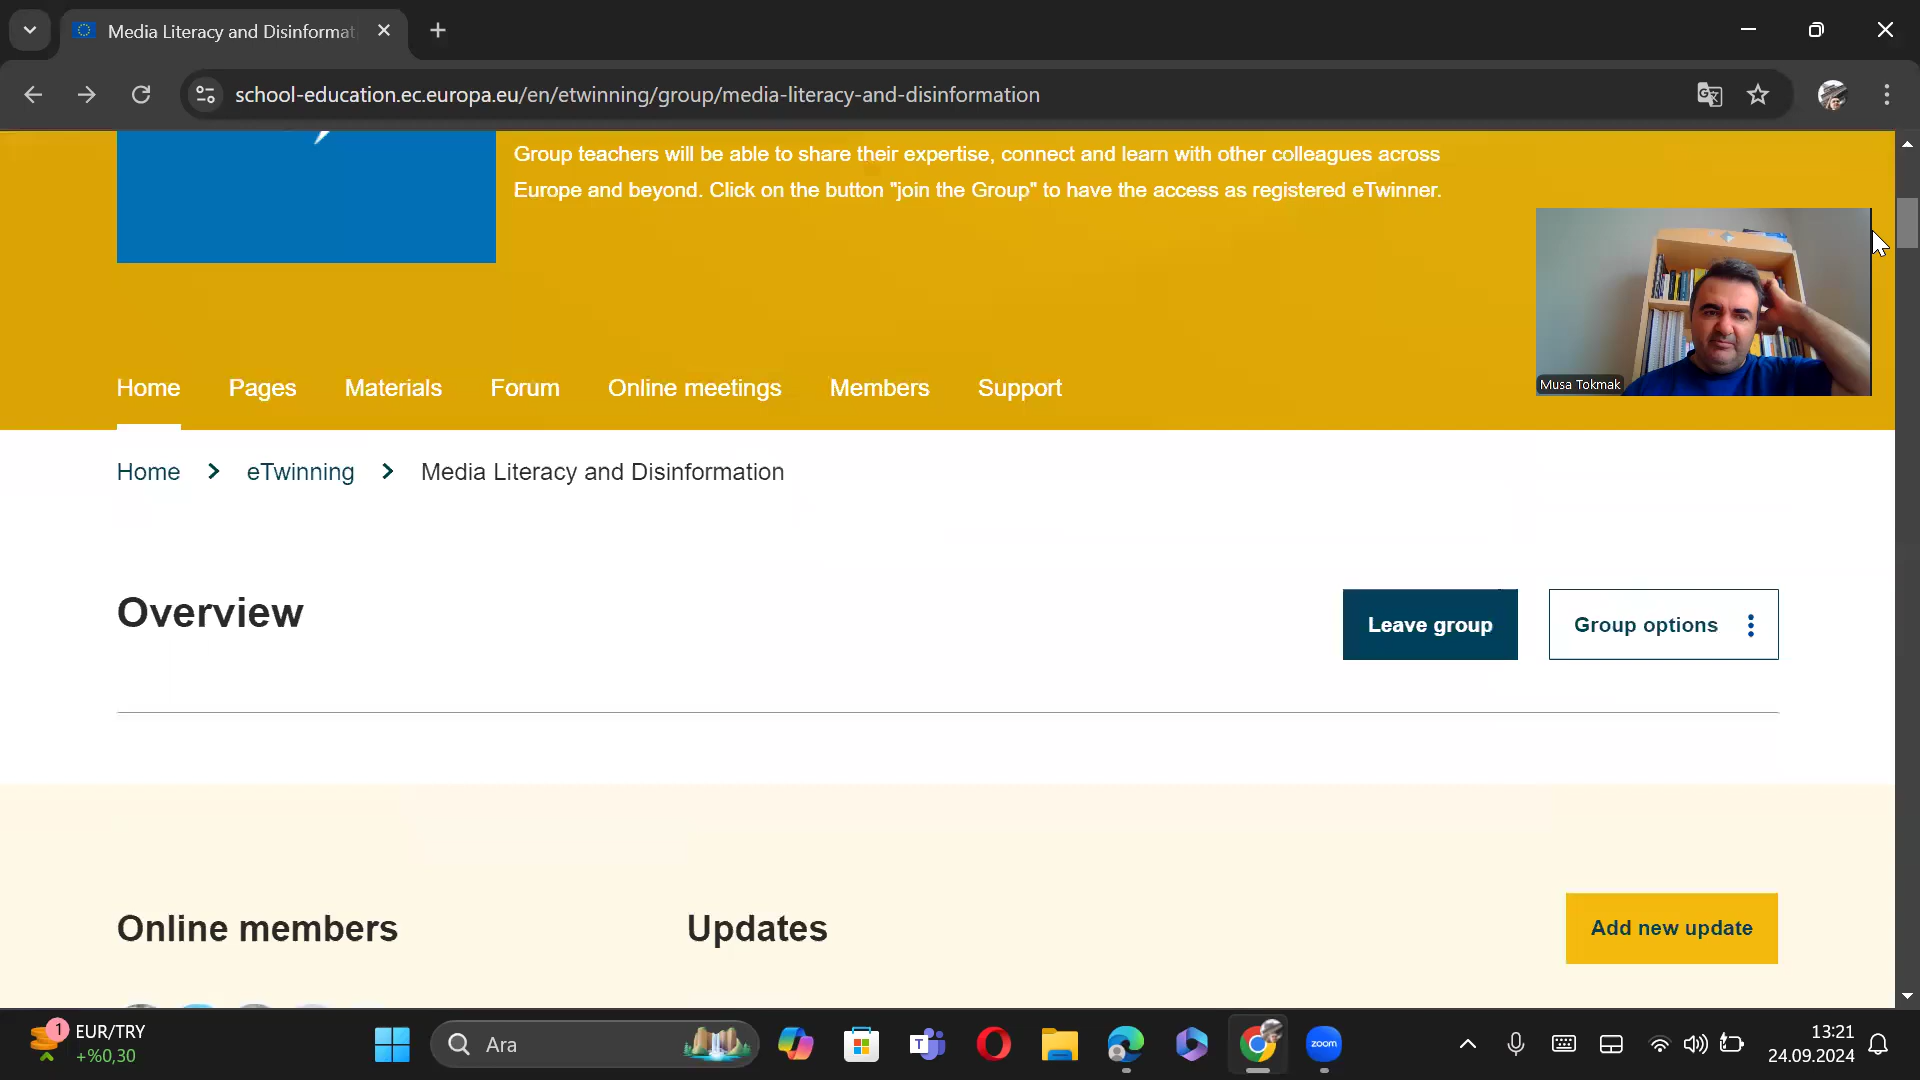 Media Literacy and Disinformat
school-education.ec.europa.eu/en/etwinning/group/media-literacy-and-disinformation
Group teachers will be able to share their expertise, connect and learn with other colleagues across
Europe and beyond. Click on the button "join the Group" to have the access as registered eTwinner.
Musa Tokmak
Home Pages Materials Forum Online meetings Members Support
Home > eTwinning > Media Literacy and Disinformation
Overview
Leave group
Group options
Online members
Updates
Add new update
1
EUR/TRY
+%0,30
Ara
zoom
13:21
24.09.2024